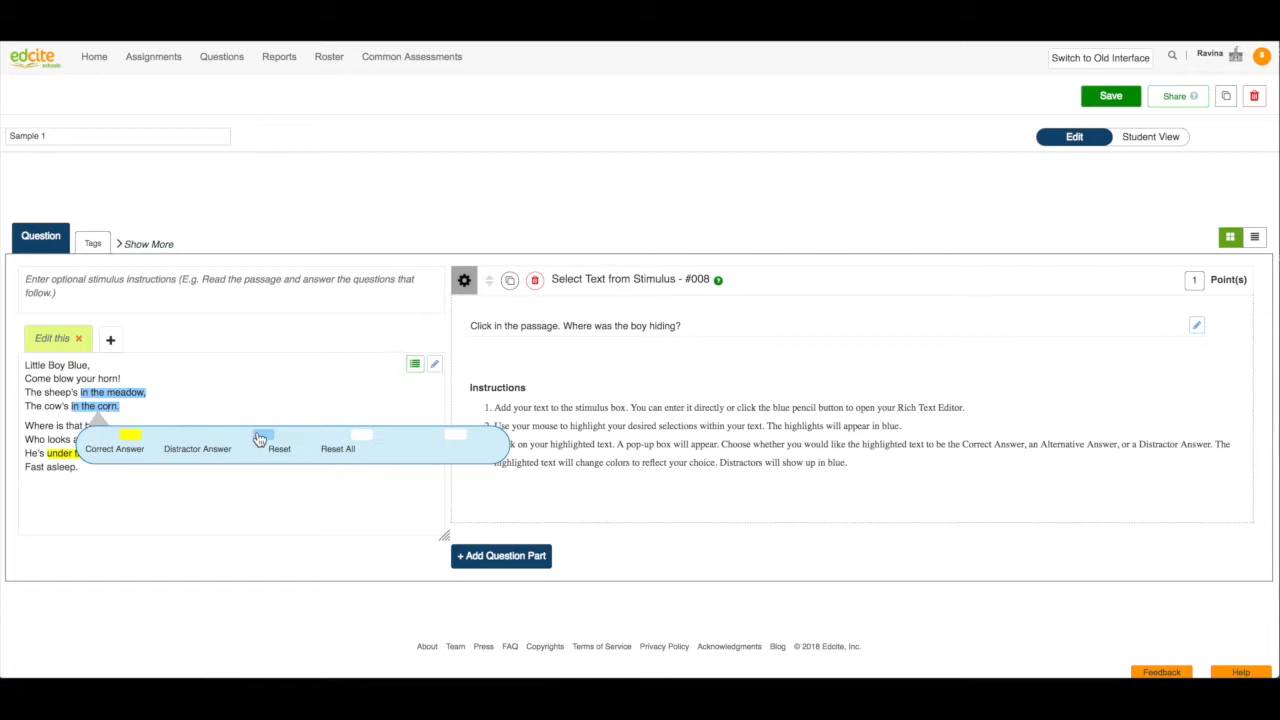 edcite
schools
Home
Assignments
Questions
Reports
Roster
Common Assessments
Switch to Old Interface
Ravina
Save
Share
Sample 1
Edit
Student View
Question
Tags
Show More
Enter optional stimulus instructions (E.g. Read the passage and answer the questions that
follow.)
Edit this ×
+
Little Boy Blue,
Come blow your horn!
The sheep's in the meadow,
The cow's in the corn.
Where is that
Who looks
He's under
Fast asleep.
Correct Answer
Distractor Answer
Reset
Reset All
Select Text from Stimulus - #008
?
1
Point(s)
Click in the passage. Where was the boy hiding?
Instructions
1. Add your text to the stimulus box. You can enter it directly or click the blue pencil button to open your Rich Text Editor.
Use your mouse to highlight your desired selections within your text. The highlights will appear in blue.
on your highlighted text. A pop-up box will appear. Choose whether you would like the highlighted text to be the Correct Answer, an Alternative Answer, or a Distractor Answer. The
highlighted text will change colors to reflect your choice. Distractors will show up in blue.
+ Add Question Part
About
Team
Press
FAQ
Copyrights
Terms of Service
Privacy Policy
Acknowledgments
Blog
© 2018 Edcite, Inc.
Feedback
Help